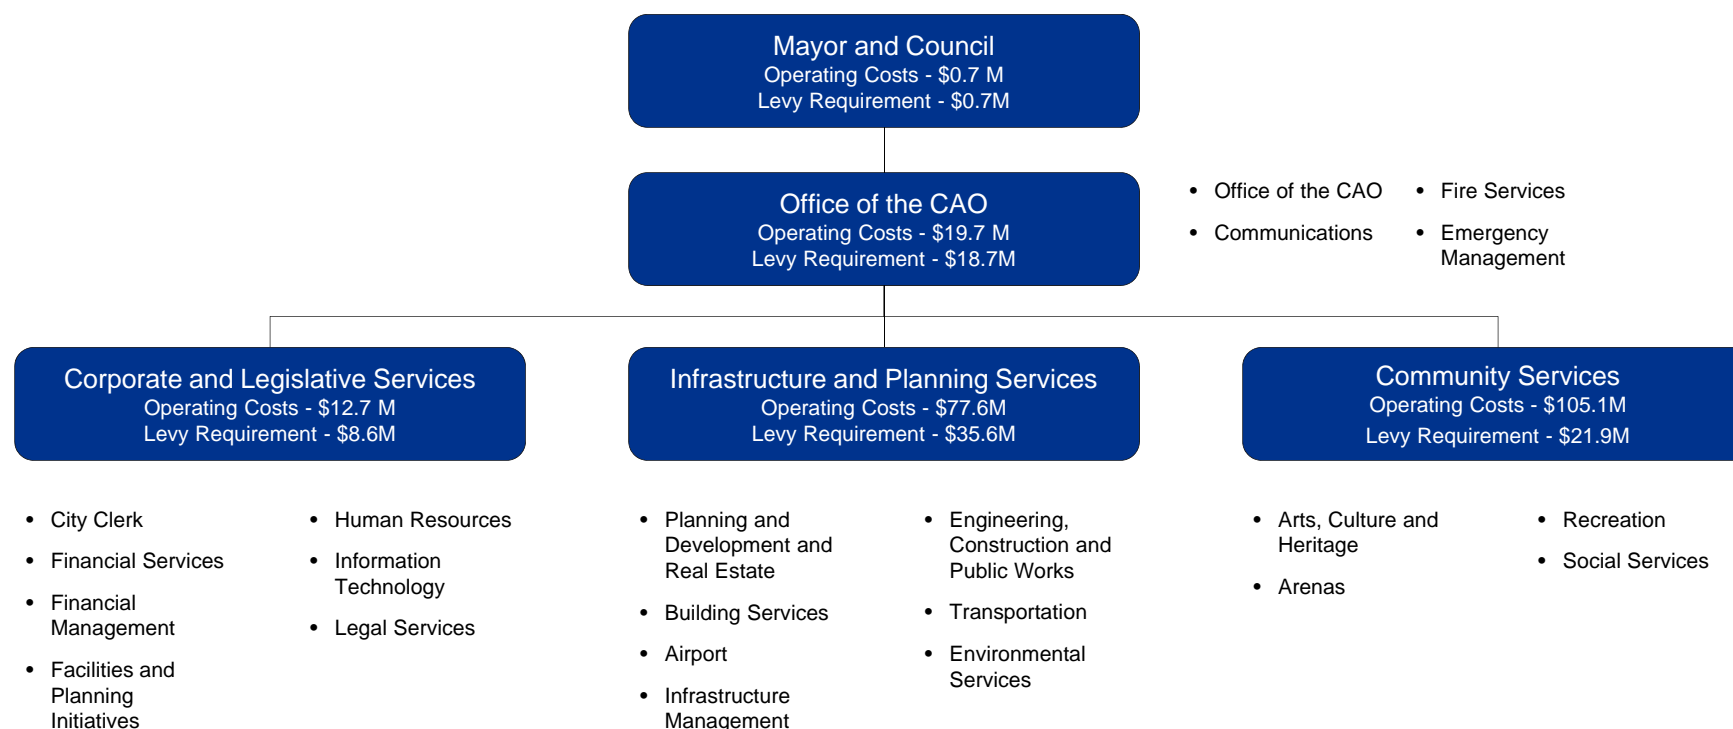 Mayor and Council
Operating Costs - $0.7 M
Levy Requirement - $0.7M
Office of the CAO
Operating Costs - $19.7 M
Levy Requirement - $18.7M
• Office of the CAO
• Communications
• Fire Services
• Emergency
Management
Corporate and Legislative Services
Operating Costs - $12.7 M
Levy Requirement - $8.6M
• City Clerk
• Financial Services
• Financial
Management
• Facilities and
Planning
Initiatives
• Human Resources
• Information
Technology
• Legal Services
Infrastructure and Planning Services
Operating Costs - $77.6M
Levy Requirement - $35.6M
• Planning and
Development and
Real Estate
• Building Services
• Airport
• Infrastructure
Management
• Engineering,
Construction and
Public Works
• Transportation
• Environmental
Services
Community Services
Operating Costs - $105.1M
Levy Requirement - $21.9M
• Arts, Culture and
Heritage
• Arenas
• Recreation
• Social Services